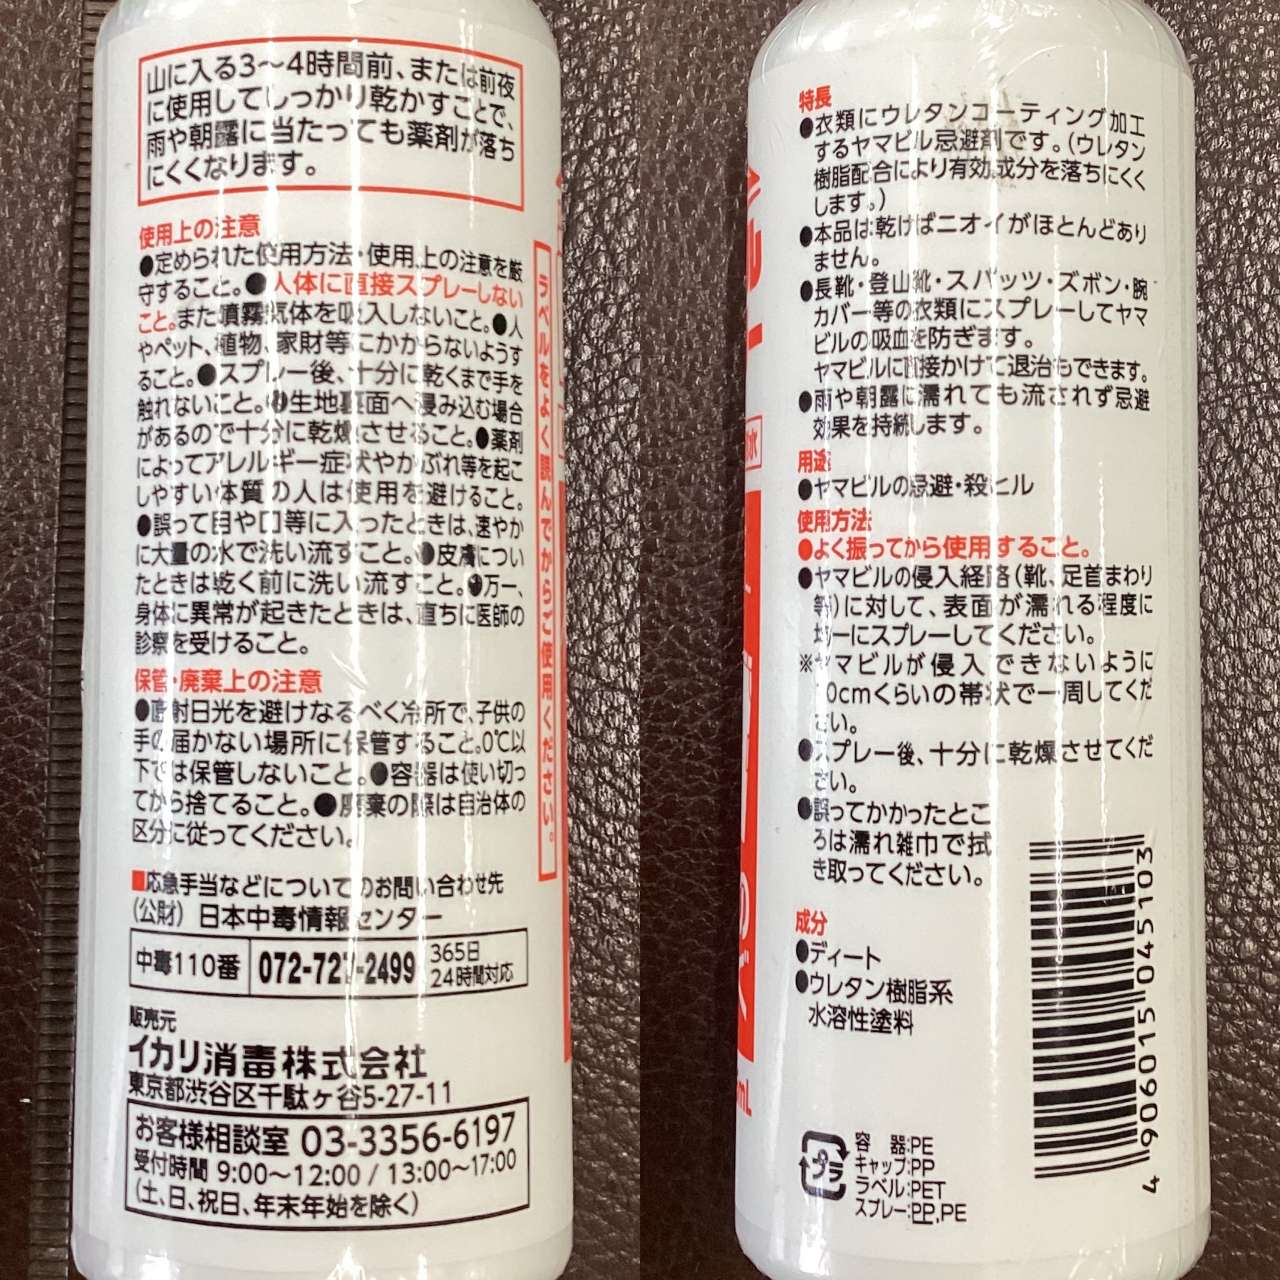 山に入る3〜4時間前、または前夜
に使用してしっかり乾かすことで、
雨や朝露に当たっても薬剤が落ち
にくくなります。
使用上の注意
●定められた使用方法・使用上の注意を厳
守すること。●人体に直接スプレーしない
こと。また噴霧気体を吸入しないこと。●人
やペット、植物、家財等にかからないようす
ること。●スプレー後、十分に乾くまで手を
触れないこと。●生地裏面へ浸み込む場合
があるので十分に乾燥させること。●薬剤
によってアレルギー症状やかぶれ等を起こ
しやすい体質の人は使用を避けること。
●誤って目や口等に入ったときは、速やか
に大量の水で洗い流すこと。●皮膚につい
たときは乾く前に洗い流すこと。●万一、
身体に異常が起きたときは、直ちに医師の
診察を受けること。
保管・廃棄上の注意
●直射日光を避けなるべく冷所で、子供の
手の届かない場所に保管すること。0℃以
下では保管しないこと。●容器は使い切っ
てから捨てること。●廃棄の際は自治体の
区分に従ってください。
■応急手当などについてのお問い合わせ先
(公財) 日本中毒情報センター
中毒110番 072-727-2499 365日
24時間対応
販売元
イカリ消毒株式会社
東京都渋谷区千駄ヶ谷5-27-11
お客様相談室 03-3356-6197
受付時間 9:00〜12:00 / 13:00〜17:00
(土、日、祝日、年末年始を除く)
ラベルをよく読んでからご使用ください。
特長
●衣類にウレタンコーティング加工
するヤマビル忌避剤です。(ウレタン
樹脂配合により有効成分を落ちにくく
します。)
●本品は乾けばニオイがほとんどあり
ません。
●長靴・登山靴・スパッツ・ズボン・腕
カバー等の衣類にスプレーしてヤマ
ビルの吸血を防ぎます。
ヤマビルに直接かけて退治もできます。
●雨や朝露に濡れても流されず忌避
効果を持続します。
用途
●ヤマビルの忌避・殺ヒル
使用方法
●よく振ってから使用すること。
●ヤマビルの侵入経路(靴、足首まわり
等)に対して、表面が濡れる程度に
均一にスプレーしてください。
※ヤマビルが侵入できないように
10cmくらいの帯状で一周してくだ
さい。
●スプレー後、十分に乾燥させてくだ
さい。
●誤ってかかったとこ
ろは濡れ雑巾で拭
き取ってください。
成分
●ディート
●ウレタン樹脂系
水溶性塗料
4 906015 045103
プラ
容 器:PE
キャップ:PP
ラベル:PET
スプレー:PP,PE